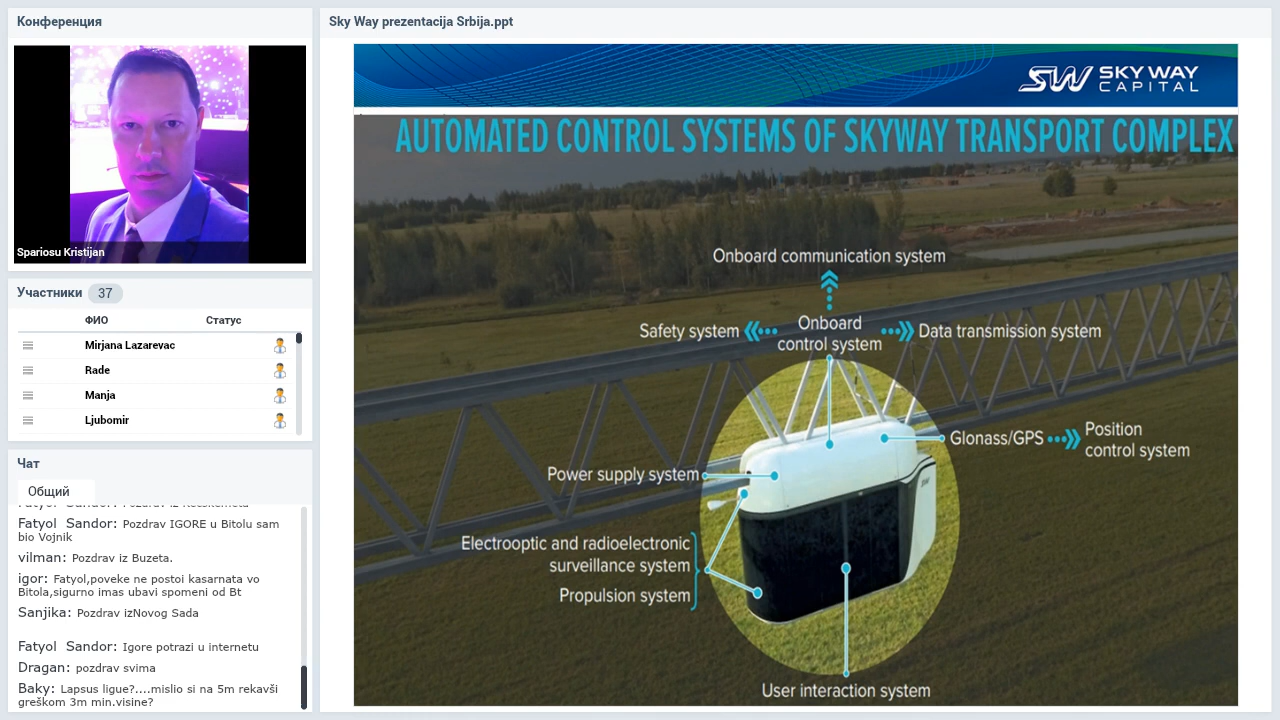 Конференция
Spariosu Kristijan
Участники 37
ФИО Статус
Mirjana Lazarevac
Rade
Manja
Ljubomir
Чат
Общий
Fatyol Sandor: Pozdrav IGORE u Bitolu sam
bio Vojnik
vilman: Pozdrav iz Buzeta.
igor: Fatyol,poveke ne postoi kasarnata vo
Bitola,sigurno imas ubavi spomeni od Bt
Sanjika: Pozdrav izNovog Sada
Fatyol Sandor: Igore potrazi u internetu
Dragan: pozdrav svima
Baky: Lapsus ligue?....mislio si na 5m rekavši
greškom 3m min.visine?
Sky Way prezentacija Srbija.ppt
SW SKY WAY
CAPITAL
AUTOMATED CONTROL SYSTEMS OF SKYWAY TRANSPORT COMPLEX
Onboard communication system
Safety system
Onboard
control system
Data transmission system
Glonass/GPS
Position
control system
Power supply system
Electrooptic and radioelectronic
surveillance system
Propulsion system
User interaction system